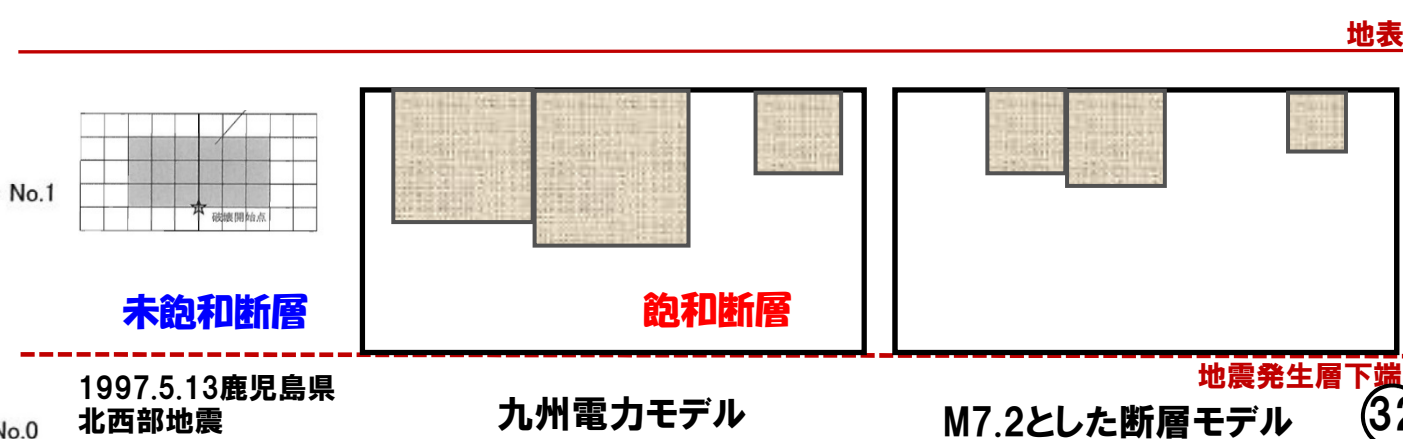 地表
No.1
破壊開始点
未飽和断層
飽和断層
地震発生層下端
1997.5.13鹿児島県
北西部地震
九州電力モデル
M7.2とした断層モデル
32
No.0